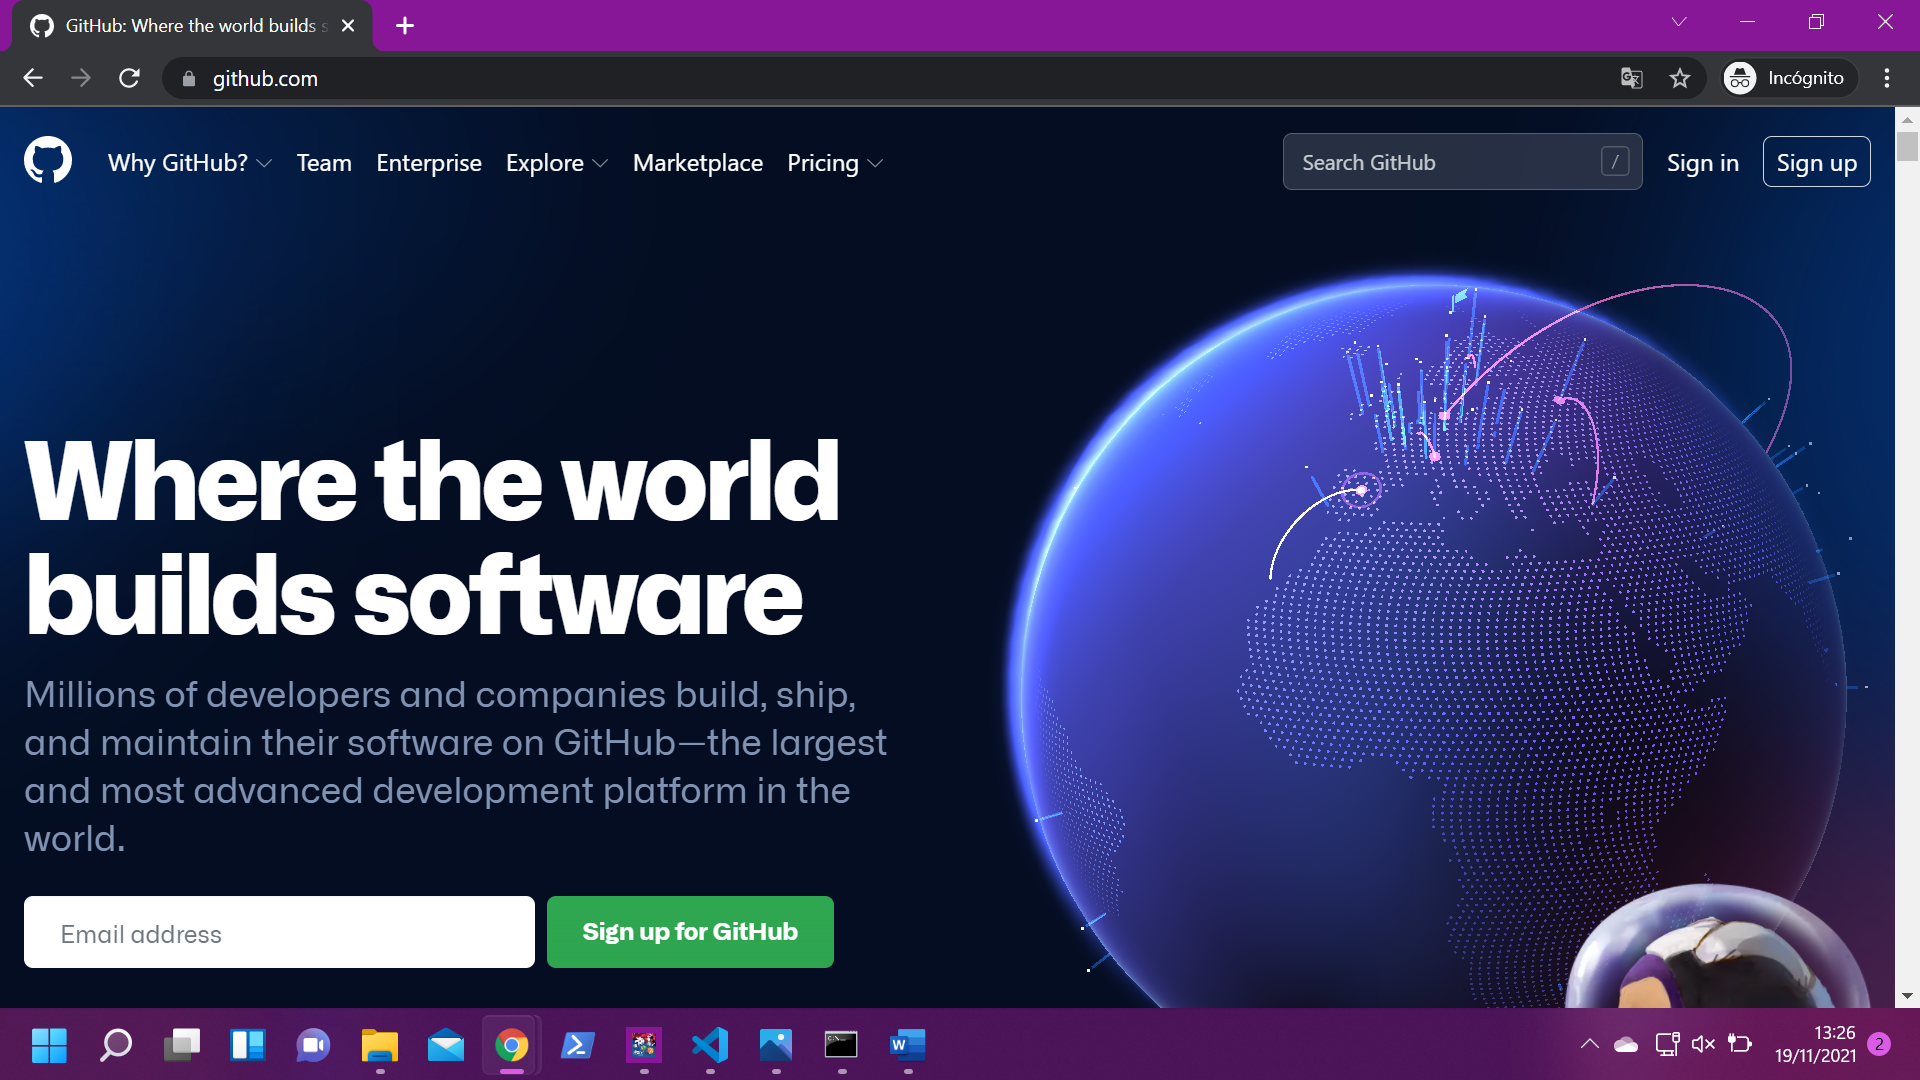 GitHub: Where the world builds s
github.com
Incógnito
Why GitHub? Team Enterprise Explore Marketplace Pricing Search GitHub / Sign in Sign up
Where the world
builds software
Millions of developers and companies build, ship,
and maintain their software on GitHub—the largest
and most advanced development platform in the
world.
Email address Sign up for GitHub
13:26
19/11/2021
2